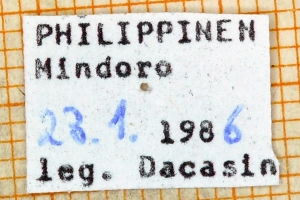 PHILIPPINEN
Mindoro
23.1. 1986
leg. Dacasin